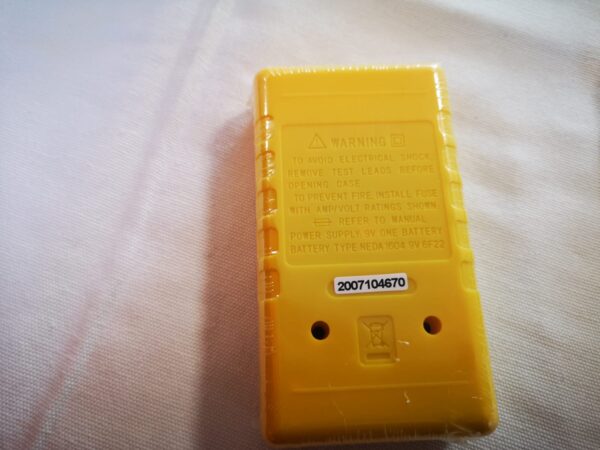 WARNING
TO AVOID ELECTRICAL SHOCK,
REMOVE TEST LEADS BEFORE
OPENING CASE
TO PREVENT FIRE, INSTALL FUSE
WITH AMP/VOLT RATINGS SHOWN
REFER TO MANUAL
POWER SUPPLY: 9V ONE BATTERY
BATTERY TYPE:NEDA 1604 9V 6F22
2007104670